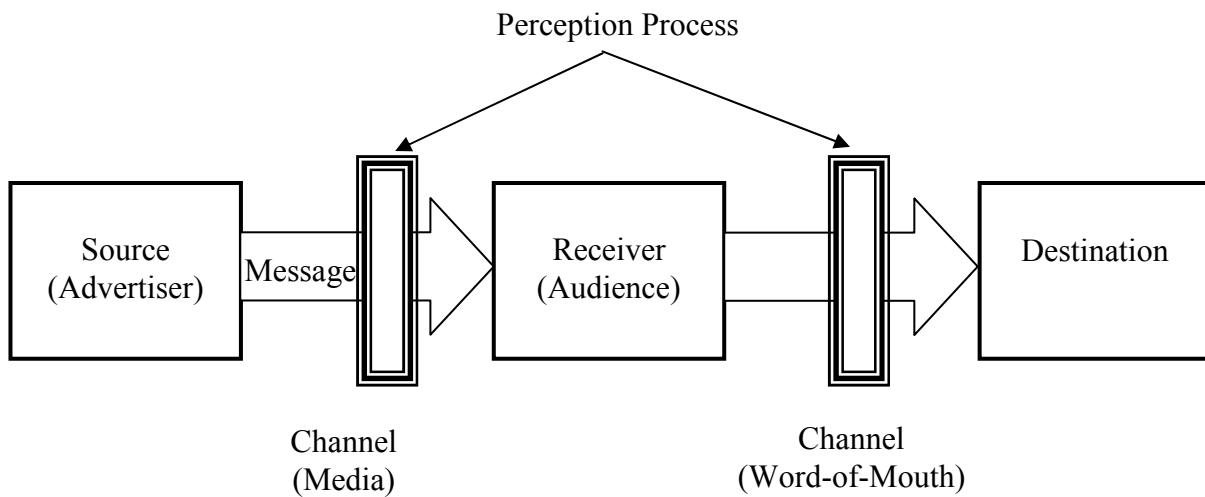 Perception Process
Source
(Advertiser)
Message
Receiver
(Audience)
Destination
Channel
(Media)
Channel
(Word-of-Mouth)